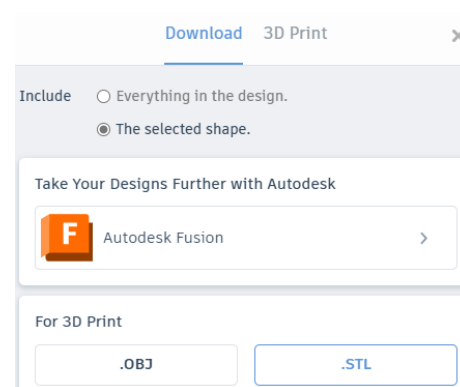 Download 3D Print
Include Everything in the design.
The selected shape.
Take Your Designs Further with Autodesk
F Autodesk Fusion
For 3D Print
.OBJ .STL